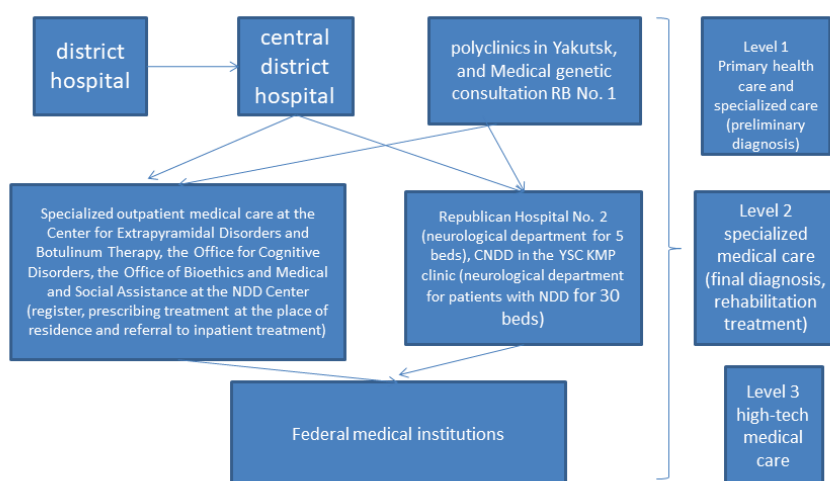 district
hospital
central
district
hospital
polyclinics in Yakutsk,
and Medical genetic
consultation RB No. 1
Level 1
Primary health
care and
specialized care
(preliminary
diagnosis)
Specialized outpatient medical care at the
Center for Extrapyramidal Disorders and
Botulinum Therapy, the Office for Cognitive
Disorders, the Office of Bioethics and Medical
and Social Assistance at the NDD Center
(register, prescribing treatment at the place of
residence and referral to inpatient treatment)
Republican Hospital No. 2
(neurological department for 5
beds), CNDD in the YSC KMP
clinic (neurological department
for patients with NDD for 30
beds)
Level 2
specialized
medical care
(final diagnosis,
rehabilitation
treatment)
Federal medical institutions
Level 3
high-tech
medical
care